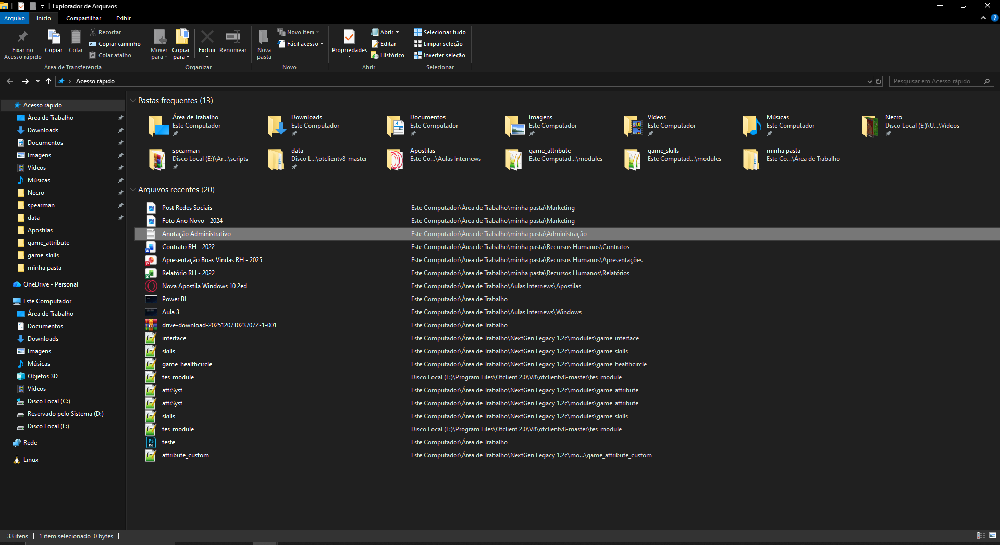 Explorador de Arquivos
Arquivo Início Compartilhar Exibir
Fixar no Acesso rápido
Copiar
Colar
Recortar
Copiar caminho
Colar atalho
Área de Transferência
Mover para
Copiar para
Excluir
Renomear
Organizar
Nova pasta
Novo item
Fácil acesso
Novo
Propriedades
Abrir
Editar
Histórico
Abrir
Selecionar tudo
Limpar seleção
Inverter seleção
Selecionar
Acesso rápido
Pesquisar em Acesso rápido
Acesso rápido
Área de Trabalho
Downloads
Documentos
Imagens
Vídeos
Músicas
Necro
spearman
data
Apostilas
game_attribute
game_skills
minha pasta
OneDrive - Personal
Este Computador
Área de Trabalho
Documentos
Downloads
Imagens
Músicas
Objetos 3D
Vídeos
Disco Local (C:)
Reservado pelo Sistema (D:)
Disco Local (E:)
Rede
Linux
Pastas frequentes (13)
Área de Trabalho
Este Computador
Downloads
Este Computador
Documentos
Este Computador
Imagens
Este Computador
Vídeos
Este Computador
Músicas
Este Computador
Necro
Disco Local (E:)\U...\Vídeos
spearman
Disco Local (E:)\Ar...\scripts
data
Disco L...\otclientv8-master
Apostilas
Este Co...\Aulas Internews
game_attribute
Este Computad...\modules
game_skills
Este Computad...\modules
minha pasta
Este Co...\Área de Trabalho
Arquivos recentes (20)
Post Redes Sociais Este Computador\Área de Trabalho\minha pasta\Marketing
Foto Ano Novo - 2024 Este Computador\Área de Trabalho\minha pasta\Marketing
Anotação Administrativo Este Computador\Área de Trabalho\minha pasta\Administração
Contrato RH - 2022 Este Computador\Área de Trabalho\minha pasta\Recursos Humanos\Contratos
Apresentação Boas Vindas RH - 2025 Este Computador\Área de Trabalho\minha pasta\Recursos Humanos\Apresentações
Relatório RH - 2022 Este Computador\Área de Trabalho\minha pasta\Recursos Humanos\Relatórios
Nova Apostila Windows 10 2ed Este Computador\Área de Trabalho\Aulas Internews\Apostilas
Power BI Este Computador\Área de Trabalho
Aula 3 Este Computador\Área de Trabalho\Aulas Internews\Windows
drive-download-20251207T023707Z-1-001 Este Computador\Área de Trabalho
interface Este Computador\Área de Trabalho\NextGen Legacy 1.2c\modules\game_interface
skills Este Computador\Área de Trabalho\NextGen Legacy 1.2c\modules\game_skills
game_healthcircle Este Computador\Área de Trabalho\NextGen Legacy 1.2c\modules\game_healthcircle
tes_module Disco Local (E:)\Program Files\Otclient 2.0\V8\otclientv8-master\tes_module
attrSyst Este Computador\Área de Trabalho\NextGen Legacy 1.2c\modules\game_attribute
attrSyst Este Computador\Área de Trabalho\NextGen Legacy 1.2c\modules\game_attribute
skills Este Computador\Área de Trabalho\NextGen Legacy 1.2c\modules\game_skills
tes_module Disco Local (E:)\Program Files\Otclient 2.0\V8\otclientv8-master\tes_module
teste Este Computador\Área de Trabalho
attribute_custom Este Computador\Área de Trabalho\NextGen Legacy 1.2c\mo...\game_attribute_custom
33 itens 1 item selecionado 0 bytes